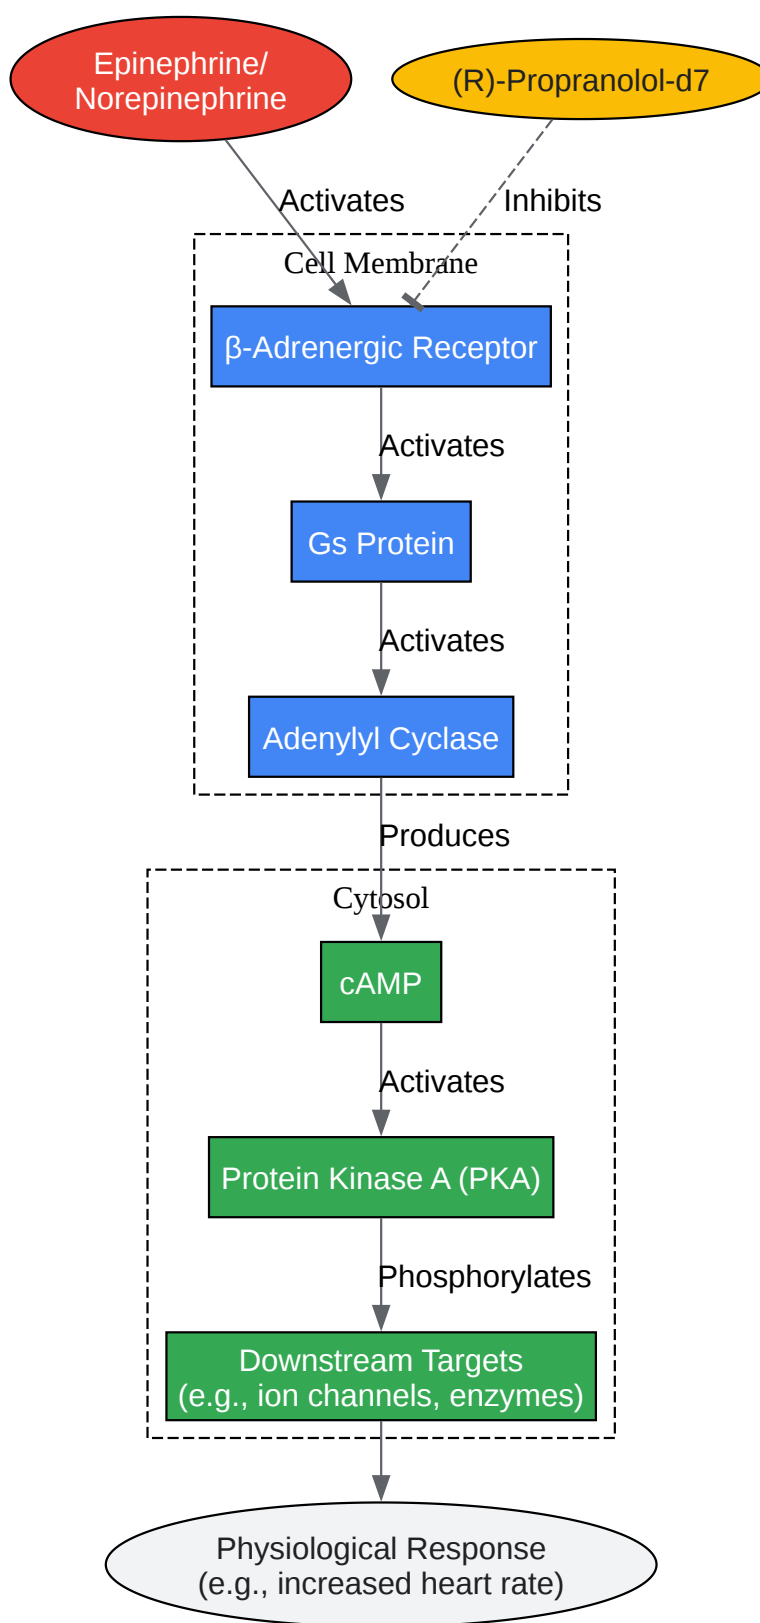 Epinephrine/
Norepinephrine
(R)-Propranolol-d7
Activates
Inhibits
Cell Membrane
β-Adrenergic Receptor
Activates
Gs Protein
Activates
Adenylyl Cyclase
Produces
Cytosol
cAMP
Activates
Protein Kinase A (PKA)
Phosphorylates
Downstream Targets
(e.g., ion channels, enzymes)
Physiological Response
(e.g., increased heart rate)